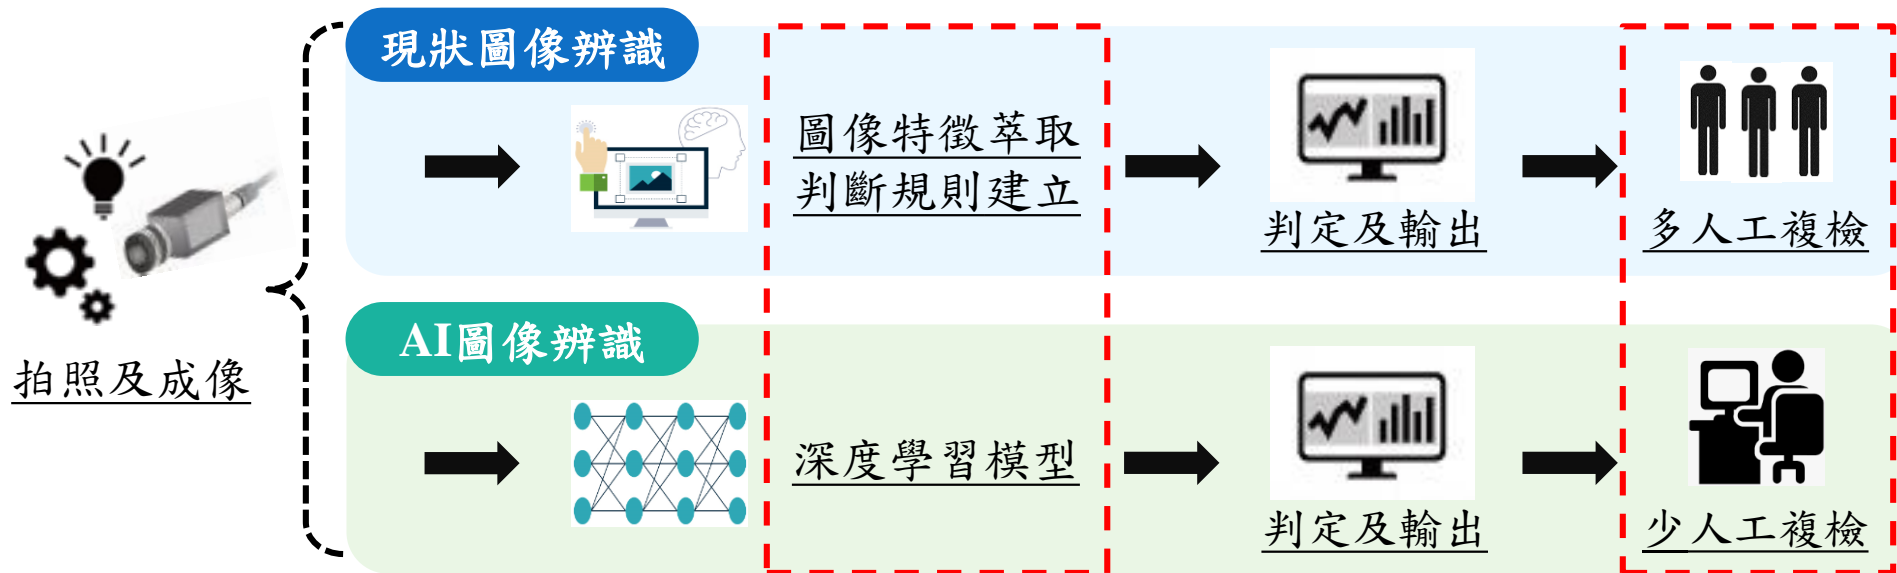 現狀圖像辨識
圖像特徵萃取
判斷規則建立
判定及輸出
多人工複檢
拍照及成像
AI圖像辨識
深度學習模型
判定及輸出
少人工複檢